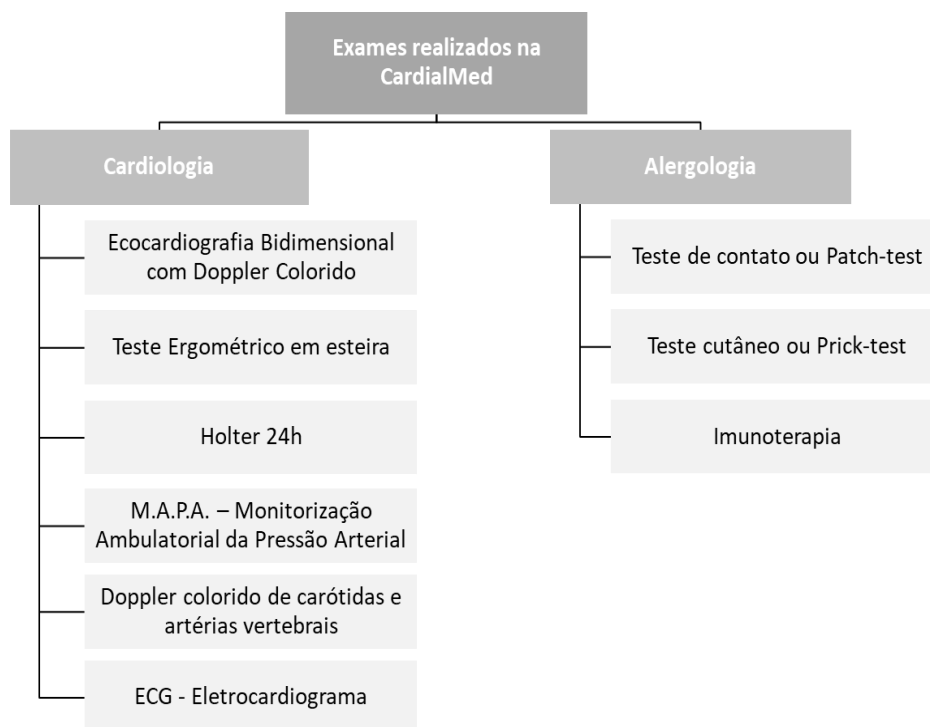 Exames realizados na
CardialMed
Cardiologia
Ecocardiografia Bidimensional
com Doppler Colorido
Teste Ergométrico em esteira
Holter 24h
M.A.P.A. – Monitorização
Ambulatorial da Pressão Arterial
Doppler colorido de carótidas e
artérias vertebrais
ECG - Eletrocardiograma
Alergologia
Teste de contato ou Patch-test
Teste cutâneo ou Prick-test
Imunoterapia